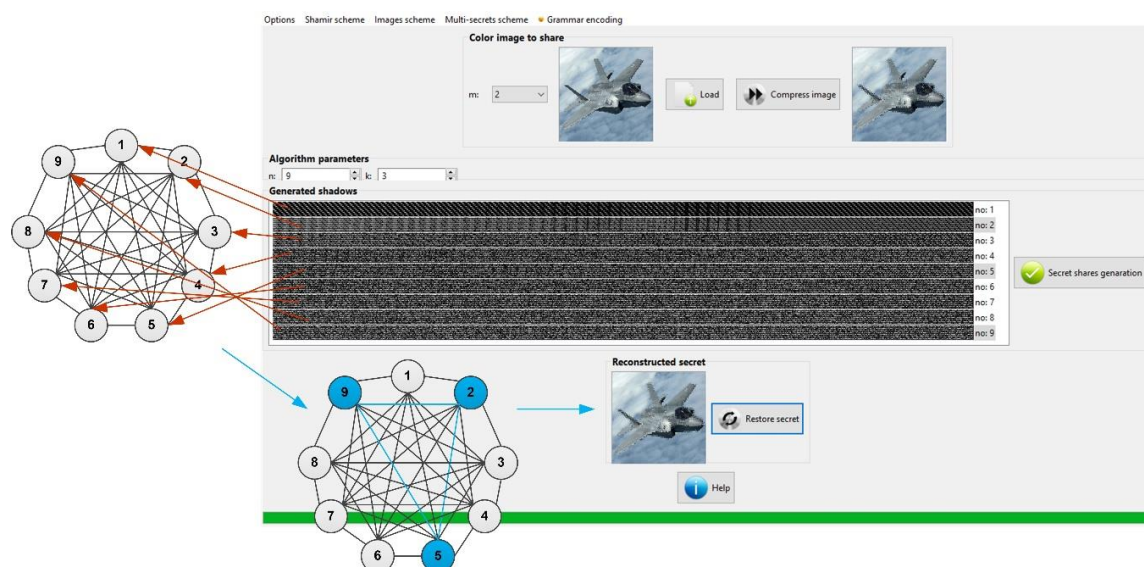 Options Shamir scheme Images scheme Multi-secrets scheme Grammar encoding
Color image to share
m: 2
Load
Compress image
Algorithm parameters
n: 9 k: 3
Generated shadows
no: 1
no: 2
no: 3
no: 4
no: 5
no: 6
no: 7
no: 8
no: 9
Secret shares genaration
1
2
3
4
5
6
7
8
9
Reconstructed secret
Restore secret
Help
1
2
3
4
5
6
7
8
9